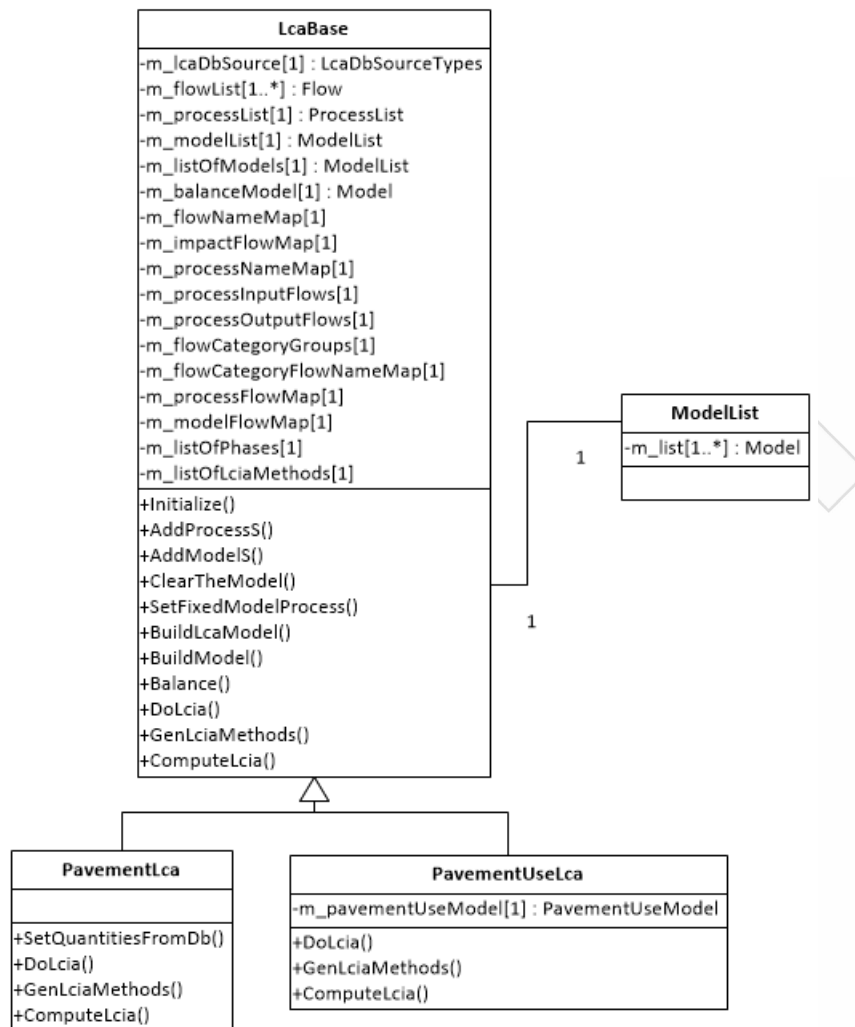 LcaBase
-m_lcaDbSource[1] : LcaDbSourceTypes
-m_flowList[1..*] : Flow
-m_processList[1] : ProcessList
-m_modelList[1] : ModelList
-m_listOfModels[1] : ModelList
-m_balanceModel[1] : Model
-m_flowNameMap[1]
-m_impactFlowMap[1]
-m_processNameMap[1]
-m_processInputFlows[1]
-m_processOutputFlows[1]
-m_flowCategoryGroups[1]
-m_flowCategoryFlowNameMap[1]
-m_processFlowMap[1]
-m_modelFlowMap[1]
-m_listOfPhases[1]
-m_listOfLciaMethods[1]
+Initialize()
+AddProcessS()
+AddModelS()
+ClearTheModel()
+SetFixedModelProcess()
+BuildLcaModel()
+BuildModel()
+Balance()
+DoLcia()
+GenLciaMethods()
+ComputeLcia()
ModelList
-m_list[1..*] : Model
1
1
PavementLca
+SetQuantitiesFromDb()
+DoLcia()
+GenLciaMethods()
+ComputeLcia()
PavementUseLca
-m_pavementUseModel[1] : PavementUseModel
+DoLcia()
+GenLciaMethods()
+ComputeLcia()